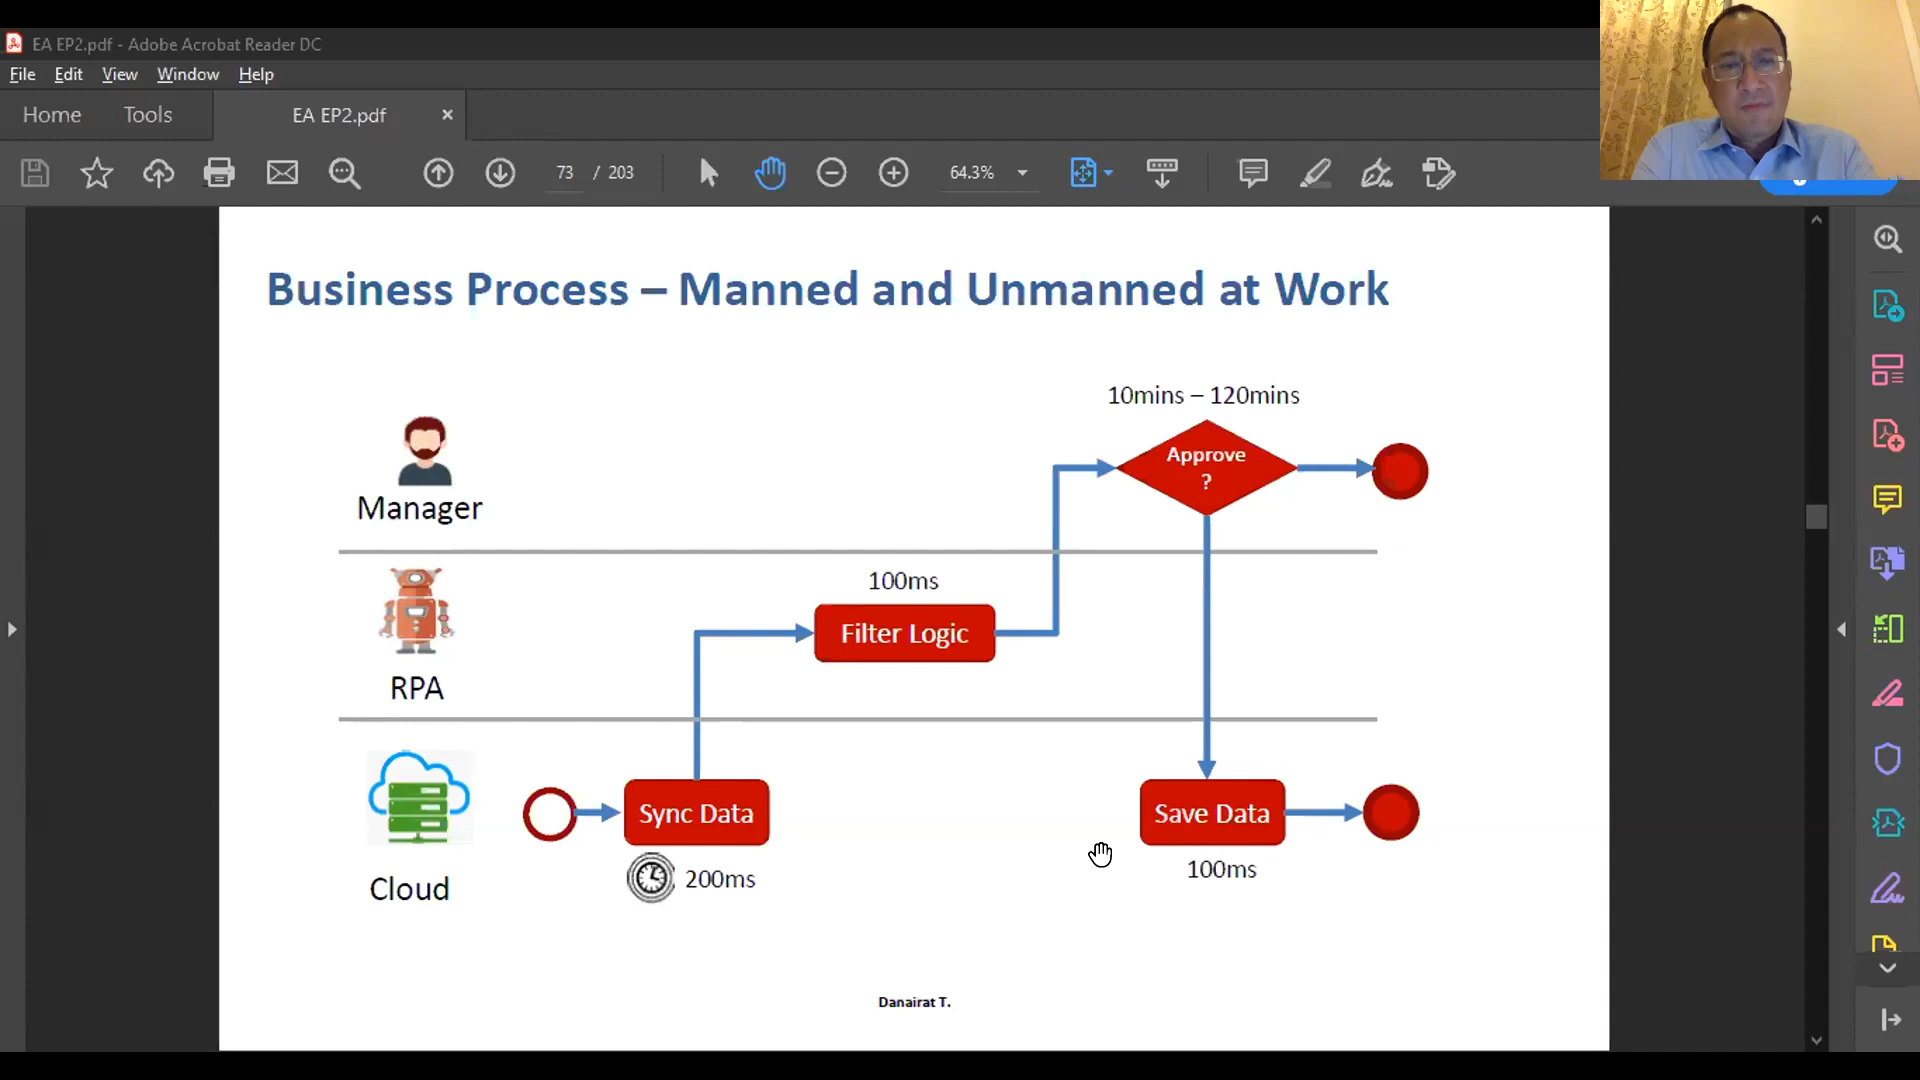 EA EP2.pdf - Adobe Acrobat Reader DC
File Edit View Window Help
Home Tools EA EP2.pdf ×
73 / 203 64.3%
Business Process – Manned and Unmanned at Work
10mins – 120mins
Approve
?
Manager
100ms
Filter Logic
RPA
Sync Data
Save Data
200ms
100ms
Cloud
Danairat T.